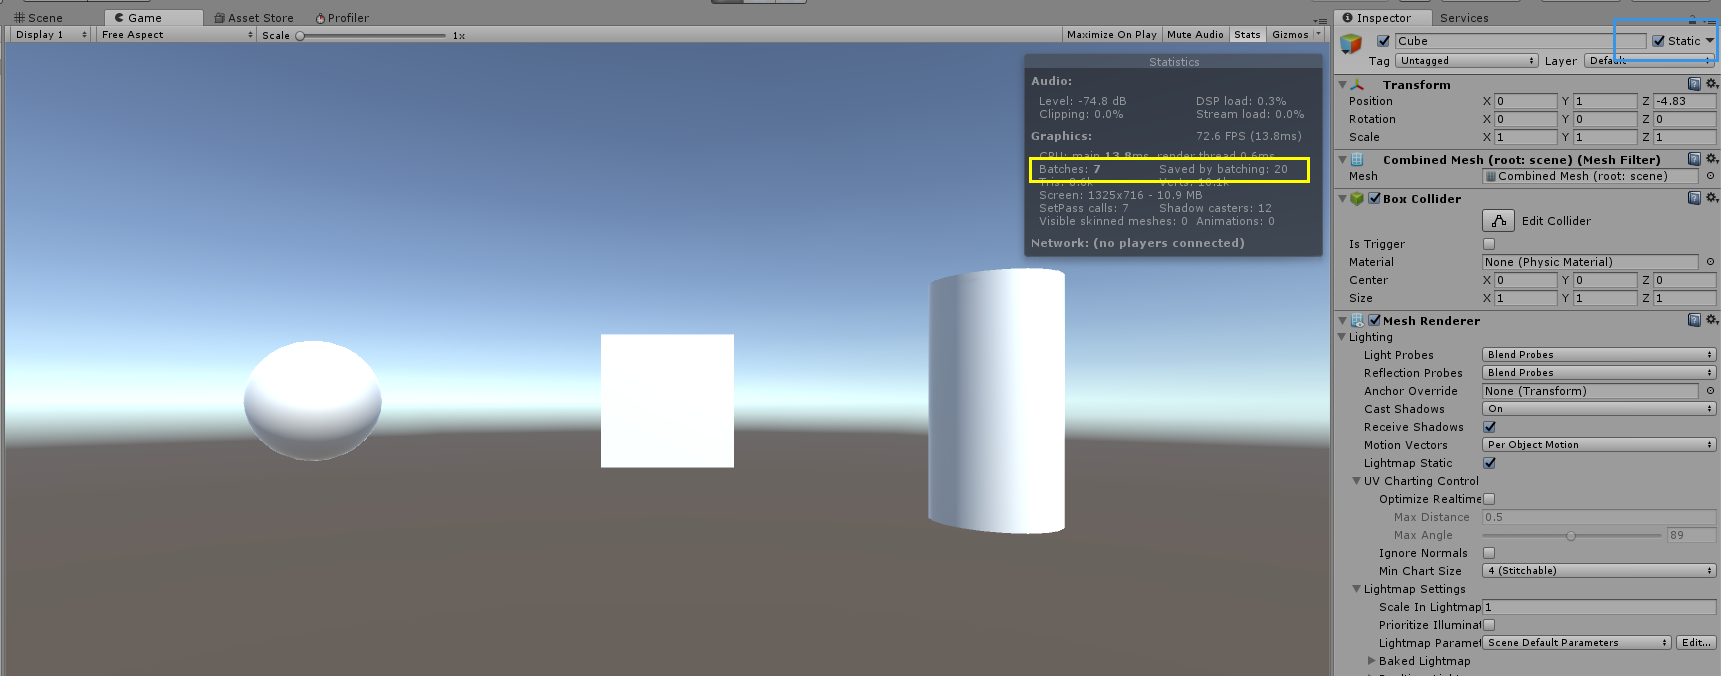 Scene Game Asset Store Profiler
Display 1 Free Aspect Scale 1x Maximize On Play Mute Audio Stats Gizmos
Statistics
Audio:
Level: -74.8 dB DSP load: 0.3%
Clipping: 0.0% Stream load: 0.0%
Graphics: 72.6 FPS (13.8ms)
CPU: main 13.8ms render thread 0.6ms
Batches: 7 Saved by batching: 20
Verts: 10.1k
Screen: 1325x716 - 10.9 MB
SetPass calls: 7 Shadow casters: 12
Visible skinned meshes: 0 Animations: 0
Network: (no players connected)
Inspector Services
Cube Static
Tag Untagged Layer Default
Transform
Position X 0 Y 1 Z -4.83
Rotation X 0 Y 0 Z 0
Scale X 1 Y 1 Z 1
Combined Mesh (root: scene) (Mesh Filter)
Mesh Combined Mesh (root: scene)
Box Collider
Edit Collider
Is Trigger
Material None (Physic Material)
Center X 0 Y 0 Z 0
Size X 1 Y 1 Z 1
Mesh Renderer
Lighting
Light Probes Blend Probes
Reflection Probes Blend Probes
Anchor Override None (Transform)
Cast Shadows On
Receive Shadows
Motion Vectors Per Object Motion
Lightmap Static
UV Charting Control
Optimize Realtime
Max Distance 0.5
Max Angle 89
Ignore Normals
Min Chart Size 4 (Stitchable)
Lightmap Settings
Scale In Lightmap 1
Prioritize Illuminat
Lightmap Paramet Scene Default Parameters Edit...
Baked Lightmap